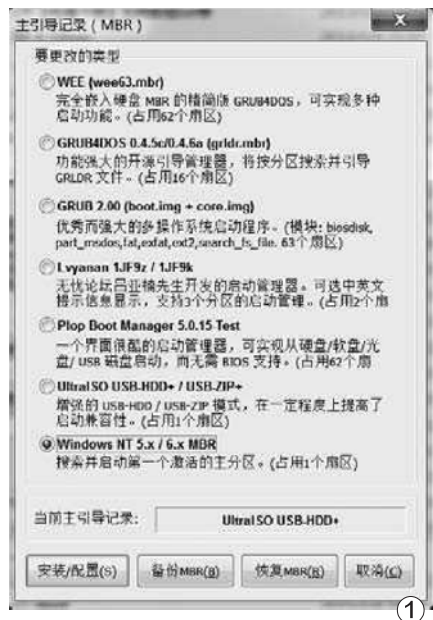 主引导记录 ( MBR )
X
要更改的类型
WEE (wee63.mbr)
完全嵌入硬盘 MBR 的精简版 GRUB4DOS，可实现多种
启动功能。(占用62个扇区)
GRUB4DOS 0.4.5c/0.4.6a (grldr.mbr)
功能强大的开源引导管理器，将按分区搜索并引导
GRLDR 文件。(占用16个扇区)
GRUB 2.00 (boot.img + core.img)
优秀而强大的多操作系统启动程序。(模块: biosdisk,
part_msdos,fat,exfat,ext2,search_fs_file. 63个扇区)
Lvyanan 1JF9z / 1JF9k
无忧论坛吕亚楠先生开发的启动管理器。可选中英文
提示信息显示，支持3个分区的启动管理。(占用2个扇
Plop Boot Manager 5.0.15 Test
一个界面很酷的启动管理器，可实现从硬盘/软盘/光
盘/ USB 磁盘启动，而无需 BIOS 支持。(占用62个扇
UltraISO USB-HDD+ / USB-ZIP+
增强的 USB-HDD / USB-ZIP 模式，在一定程度上提高了
启动兼容性。(占用1个扇区)
Windows NT 5.x / 6.x MBR
搜索并启动第一个激活的主分区。(占用1个扇区)
当前主引导记录: UltraISO USB-HDD+
安装/配置(S) 备份MBR(B) 恢复MBR(R) 取消(C)
①